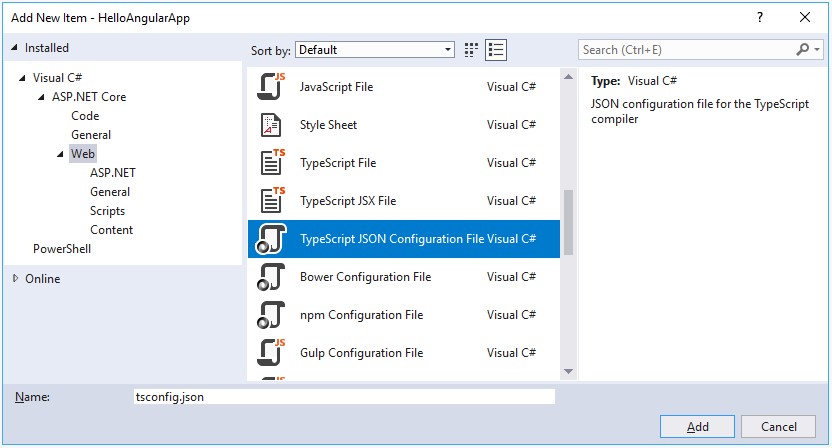 Add New Item - HelloAngularApp
Installed
Sort by: Default
Search (Ctrl+E)
Visual C#
ASP.NET Core
Code
General
Web
ASP.NET
General
Scripts
Content
PowerShell
Online
JS
JavaScript File Visual C#
Style Sheet Visual C#
TS
TypeScript File Visual C#
TS
TypeScript JSX File Visual C#
TypeScript JSON Configuration File Visual C#
Bower Configuration File Visual C#
npm Configuration File Visual C#
JS
Gulp Configuration File Visual C#
Type: Visual C#
JSON configuration file for the TypeScript
compiler
Name: tsconfig.json
Add Cancel